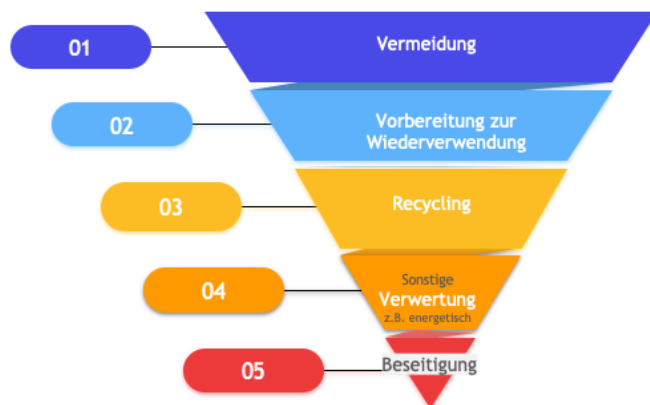 01
Vermeidung
02
Vorbereitung zur
Wiederverwendung
03
Recycling
04
Sonstige
Verwertung
z.B. energetisch
05
Beseitigung